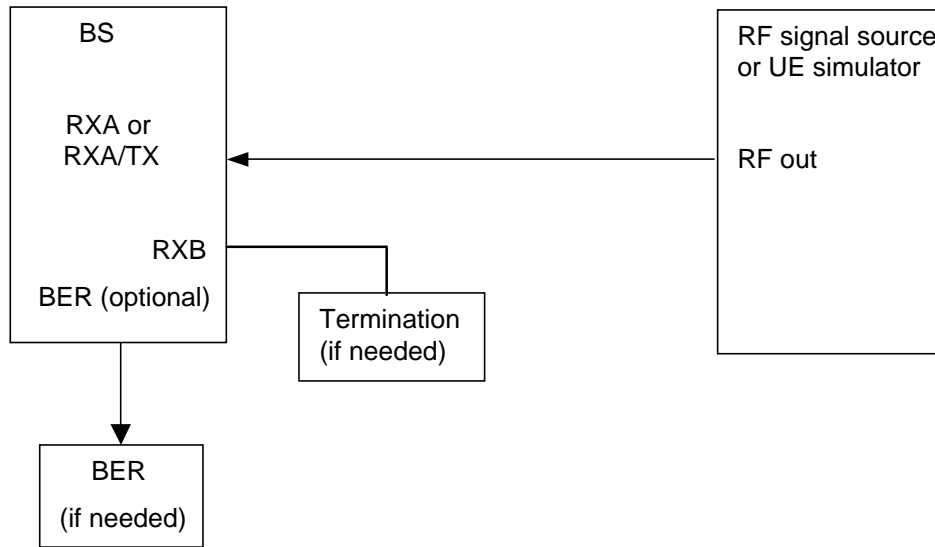 BS
RXA or
RXA/TX
RXB
BER (optional)
Termination
(if needed)
BER
(if needed)
RF signal source
or UE simulator
RF out